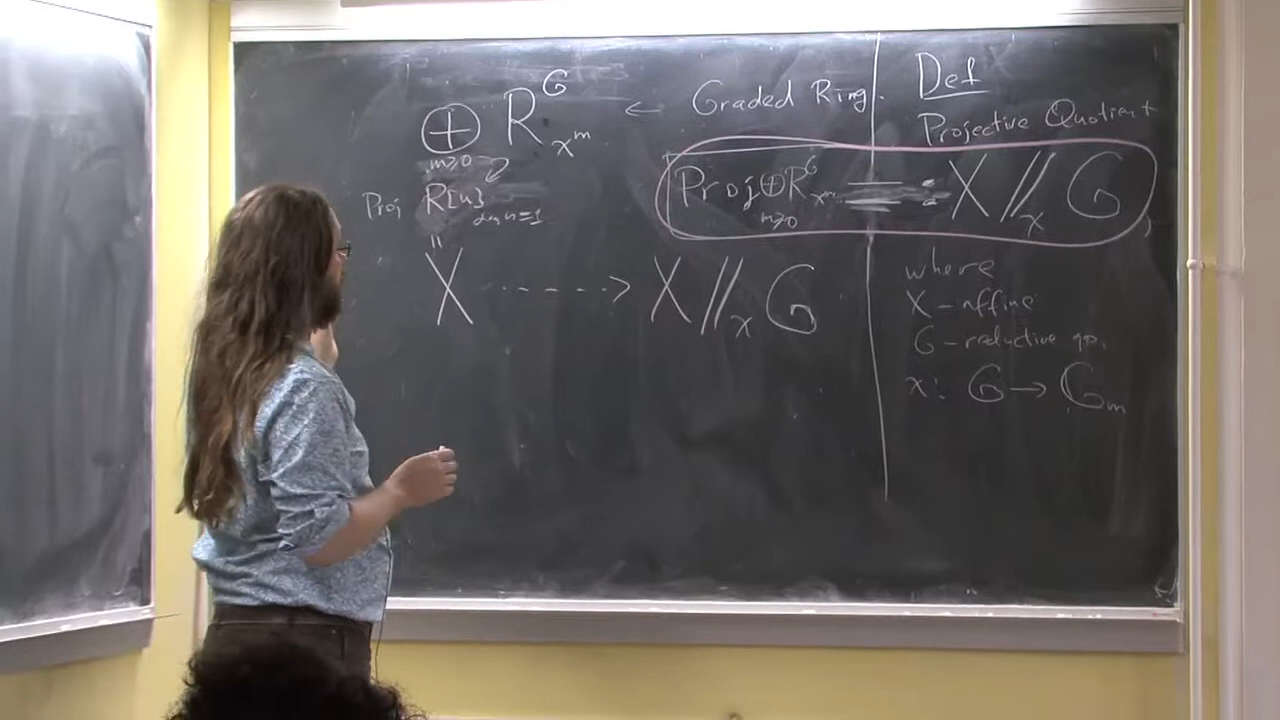 ⊕ R^G_{χ^m} ← Graded Ring.
m≥0
Proj R[u] deg u=1
=
X ⋯→ X//_χ G
Def
Projective Quotient
Proj ⊕ R^G_{χ^m} =: X//_χ G,
m≥0
where
X – affine
G – reductive gp.
χ: G → G_m